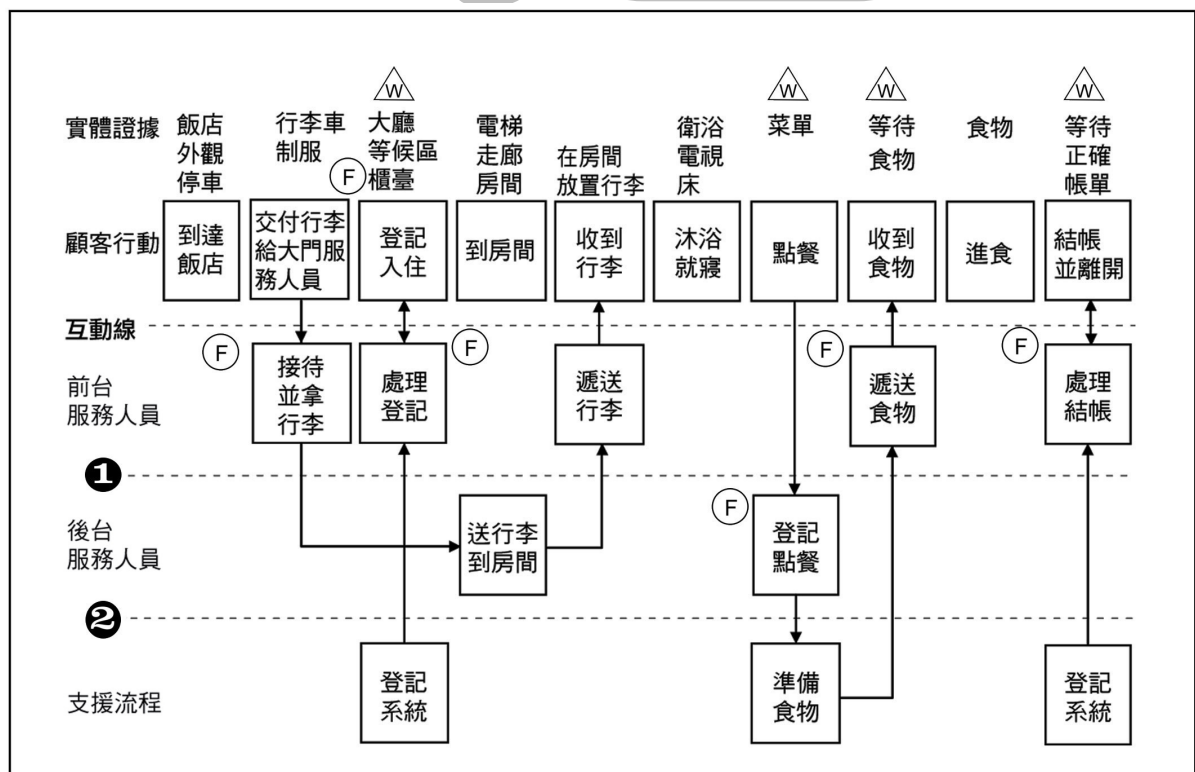 W
W
W
W
實體證據
飯店
外觀
停車
行李車
制服
F
大廳
等候區
櫃臺
電梯
走廊
房間
在房間
放置行李
衛浴
電視
床
菜單
等待
食物
食物
等待
正確
帳單
顧客行動
到達
飯店
交付行李
給大門服
務人員
登記
入住
到房間
收到
行李
沐浴
就寢
點餐
收到
食物
進食
結帳
並離開
互動線
前台
服務人員
F
接待
並拿
行李
處理
登記
F
遞送
行李
F
遞送
食物
F
處理
結帳
1
後台
服務人員
送行李
到房間
F
登記
點餐
2
支援流程
登記
系統
準備
食物
登記
系統